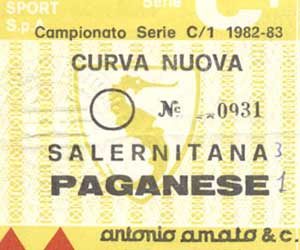 SPORT
Serie C
S.p.A
Campionato Serie C/1 1982-83
CURVA NUOVA
№ 0931
SALERNITANA 3
PAGANESE 1
antonio amato & c.